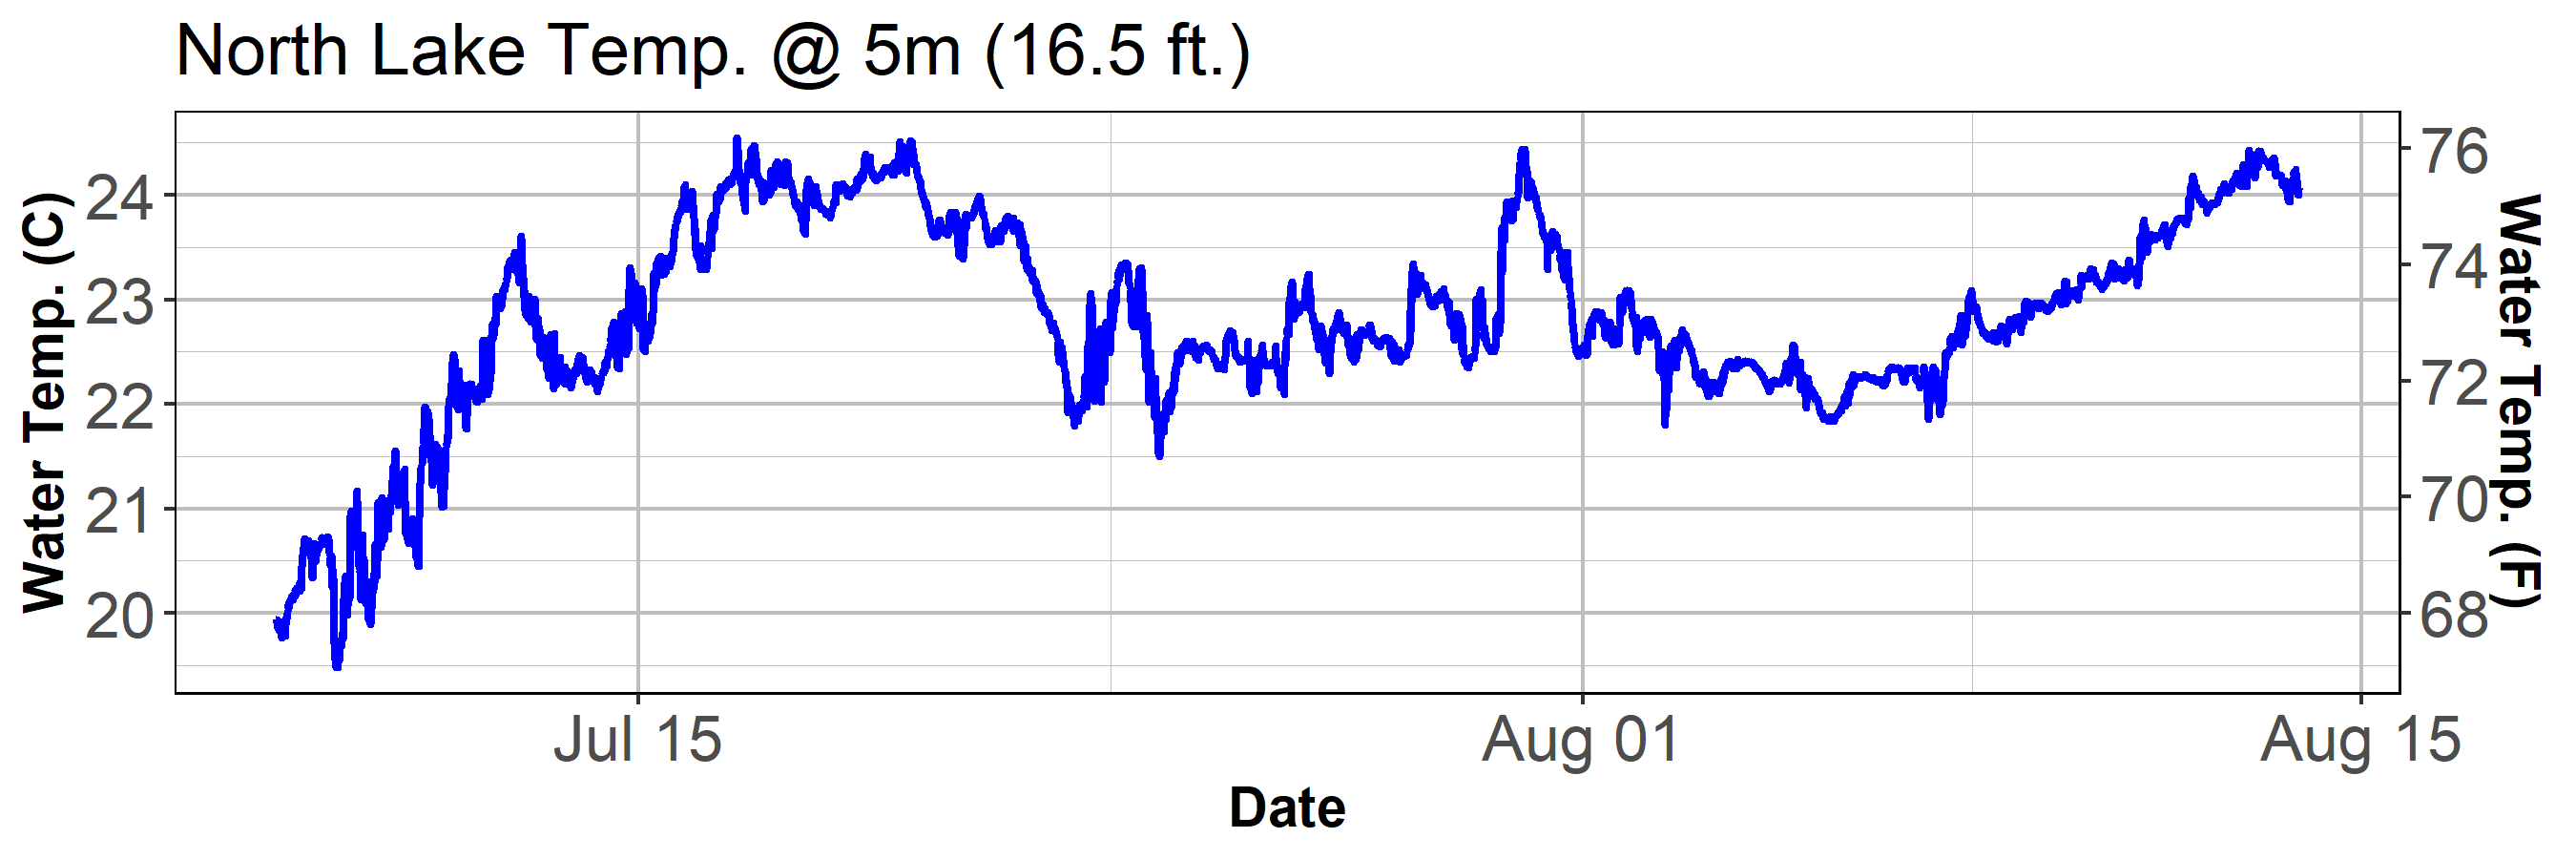 North Lake Temp. @ 5m (16.5 ft.)
Water Temp. (C)
24
23
22
21
20
76
74
72
70
68
Water Temp. (F)
Jul 15
Aug 01
Aug 15
Date